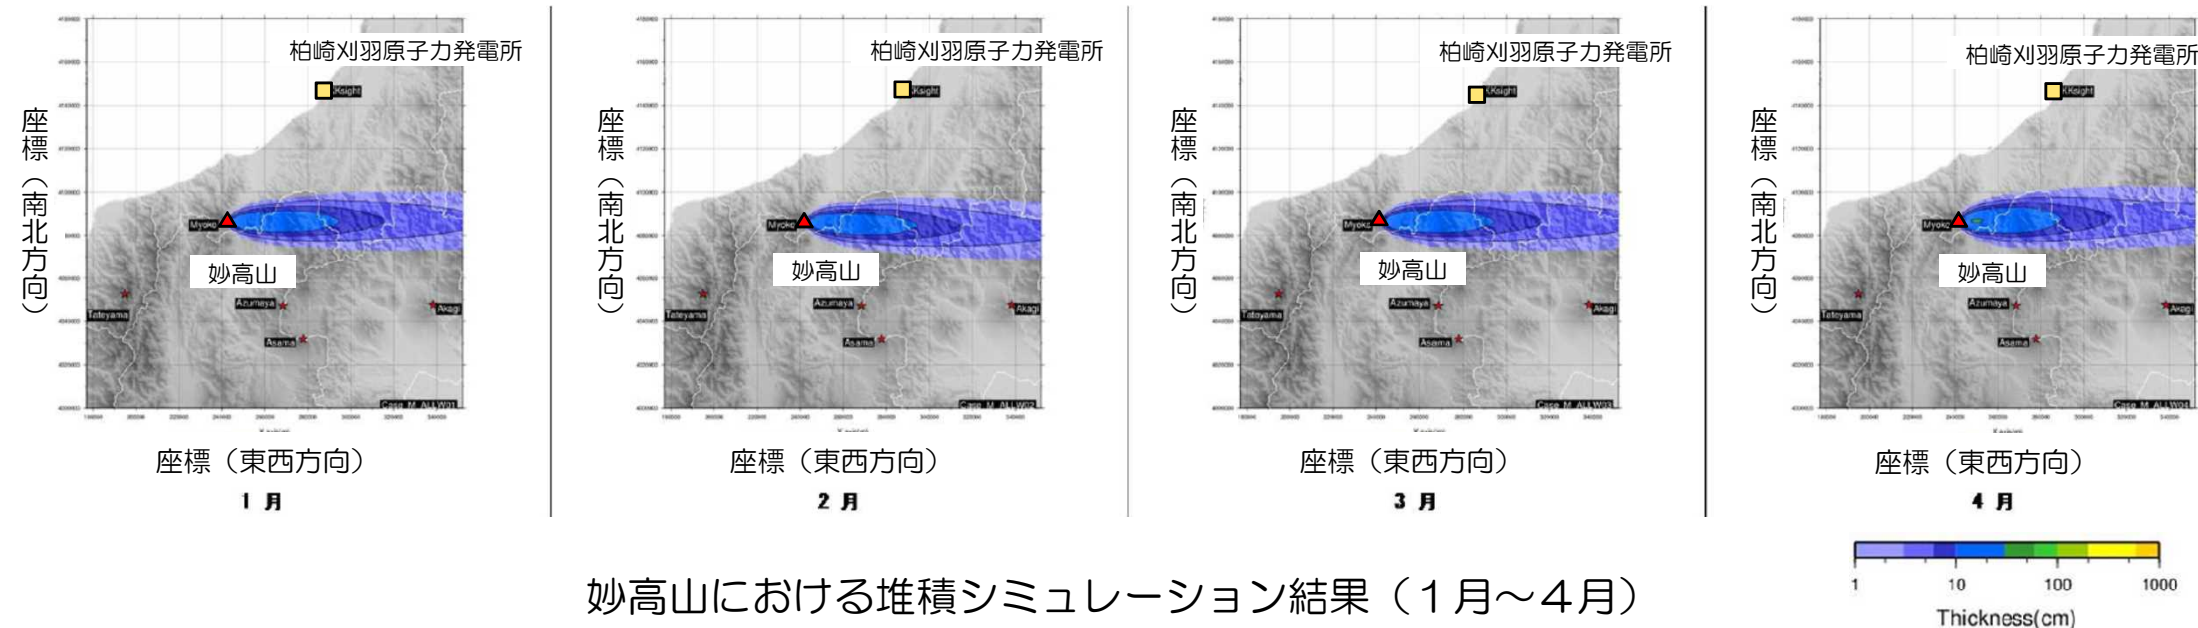 柏崎刈羽原子力発電所
KKsight
座標（南北方向）
Myoko
妙高山
Azumaya
Akagi
Tateyama
Asama
Case_M_ALLW01
座標（東西方向）
1 月
柏崎刈羽原子力発電所
KKsight
座標（南北方向）
Myoko
妙高山
Azumaya
Akagi
Tateyama
Asama
Case_M_ALLW02
座標（東西方向）
2 月
柏崎刈羽原子力発電所
KKsight
座標（南北方向）
Myoko
妙高山
Azumaya
Akagi
Tateyama
Asama
Case_M_ALLW03
座標（東西方向）
3 月
柏崎刈羽原子力発電所
KKsight
座標（南北方向）
Myoko
妙高山
Azumaya
Akagi
Tateyama
Asama
Case_M_ALLW04
座標（東西方向）
4 月
1 10 100 1000
Thickness(cm)
妙高山における堆積シミュレーション結果（１月～４月）